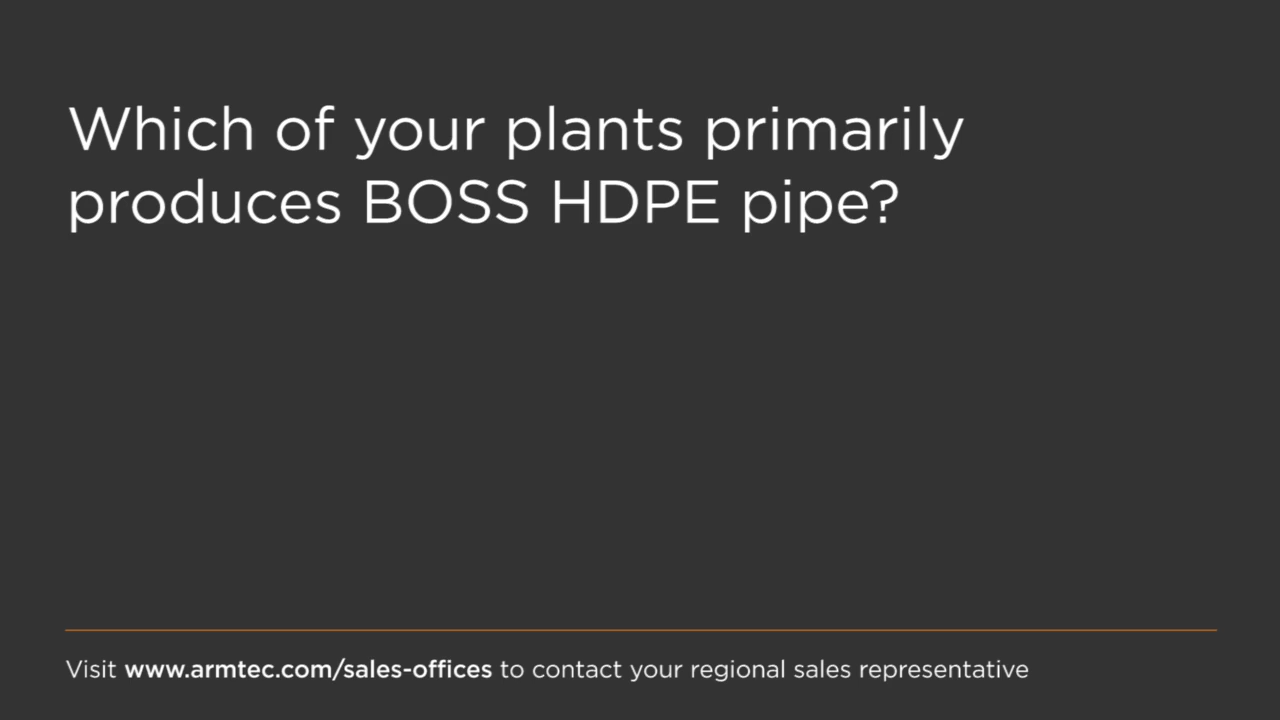 Which of your plants primarily
produces BOSS HDPE pipe?
Visit www.armtec.com/sales-offices to contact your regional sales representative